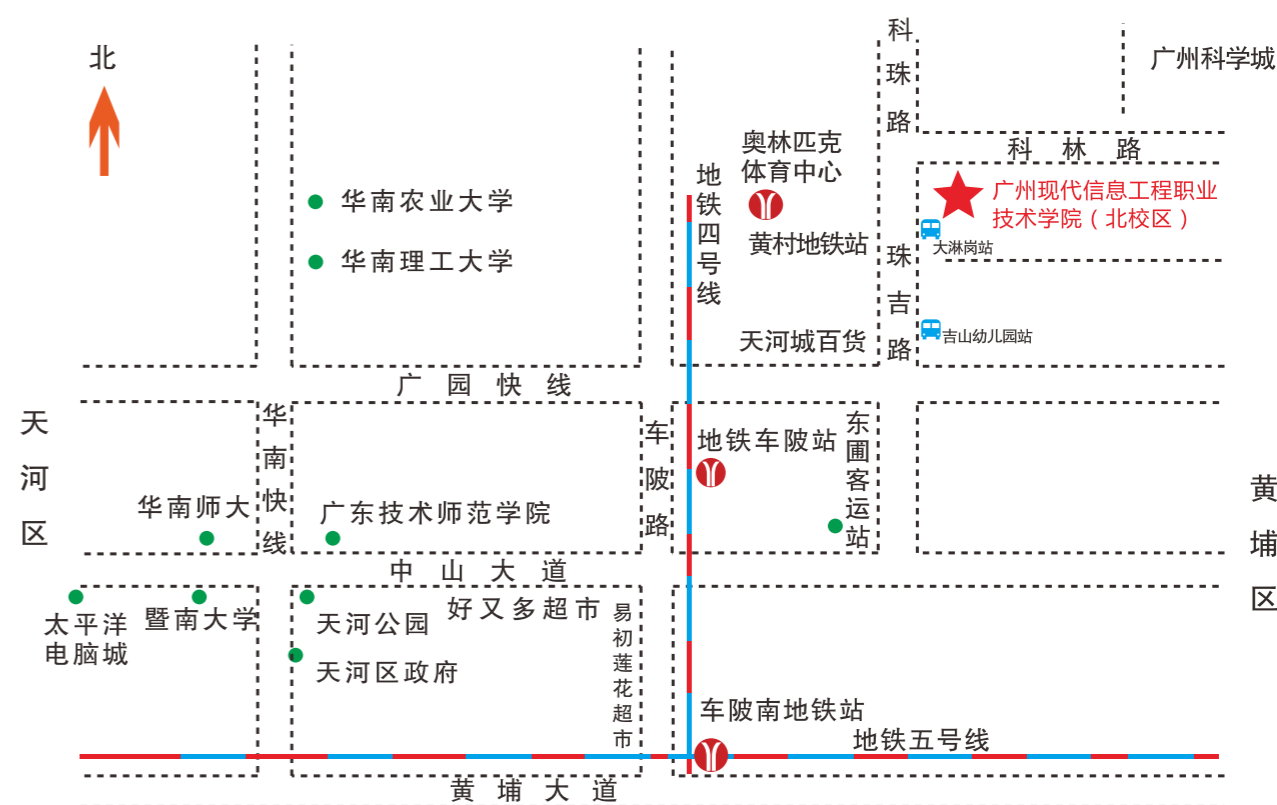 北
科珠路
广州科学城
奥林匹克
体育中心
科林路
地铁四号线
华南农业大学
广州现代信息工程职业
技术学院（北校区）
黄村地铁站
大淋岗站
华南理工大学
珠吉路
天河城百货
吉山幼儿园站
广园快线
天河区
华南快线
车陂路
地铁车陂站
东圃客运站
黄埔区
华南师大
广东技术师范学院
中山大道
太平洋
电脑城
暨南大学
天河公园
好又多超市
易初莲花超市
天河区政府
车陂南地铁站
地铁五号线
黄埔大道